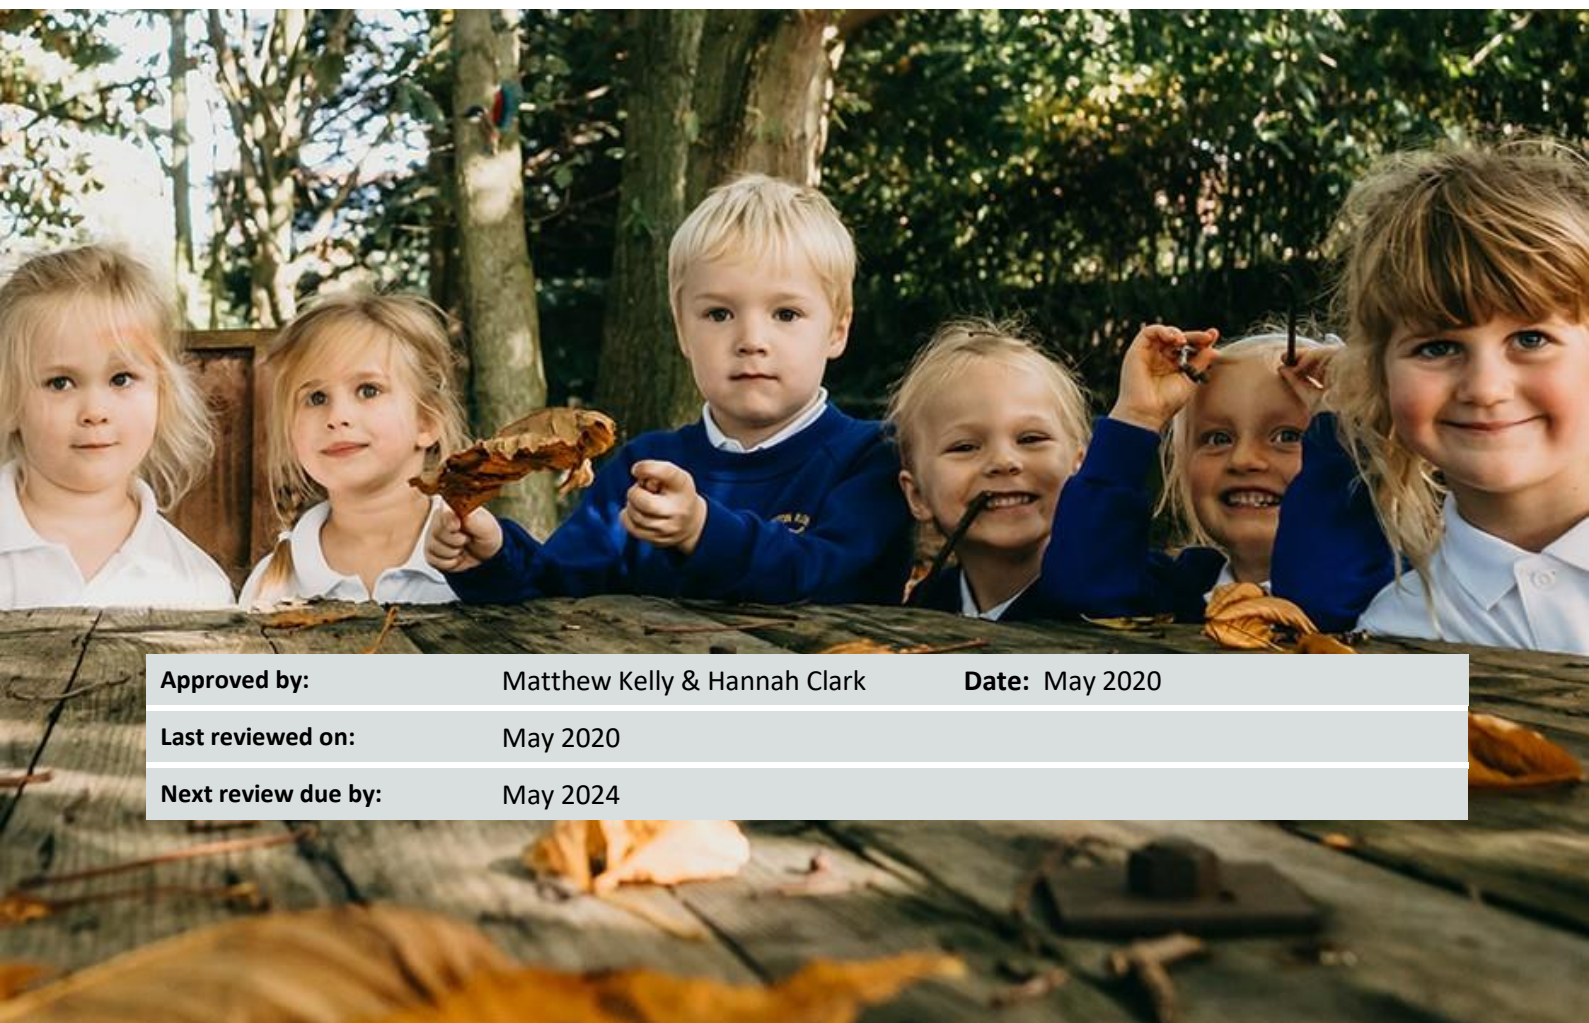 Approved by: Matthew Kelly & Hannah Clark Date: May 2020
Last reviewed on: May 2020
Next review due by: May 2024